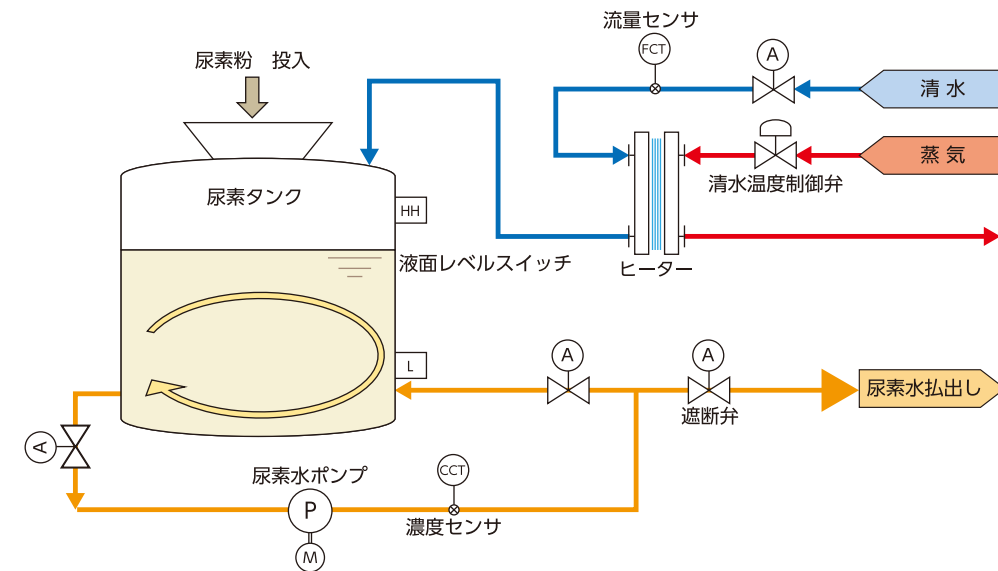 流量センサ
FCT
A
清水
尿素粉 投入
蒸気
清水温度制御弁
尿素タンク
HH
液面レベルスイッチ
ヒーター
L
A
A
尿素水払出し
遮断弁
A
尿素水ポンプ
CCT
P
濃度センサ
M